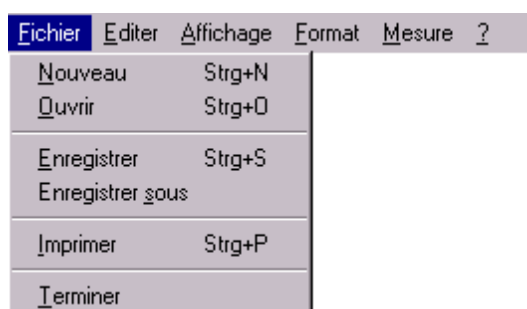 Fichier Editer Affichage Format Mesure ?
Nouveau Strg+N
Ouvrir Strg+O
Enregistrer Strg+S
Enregistrer sous
Imprimer Strg+P
Terminer